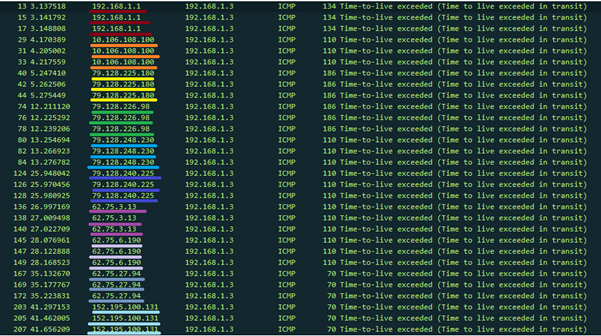 13 3.137518 192.168.1.1 192.168.1.3 ICMP 134 Time-to-live exceeded (Time to live exceeded in transit)
15 3.141792 192.168.1.1 192.168.1.3 ICMP 134 Time-to-live exceeded (Time to live exceeded in transit)
17 3.148808 192.168.1.1 192.168.1.3 ICMP 134 Time-to-live exceeded (Time to live exceeded in transit)
29 4.170389 10.106.108.100 192.168.1.3 ICMP 110 Time-to-live exceeded (Time to live exceeded in transit)
31 4.205002 10.106.108.100 192.168.1.3 ICMP 110 Time-to-live exceeded (Time to live exceeded in transit)
33 4.217559 10.106.108.100 192.168.1.3 ICMP 110 Time-to-live exceeded (Time to live exceeded in transit)
40 5.247410 79.128.225.180 192.168.1.3 ICMP 186 Time-to-live exceeded (Time to live exceeded in transit)
42 5.262506 79.128.225.180 192.168.1.3 ICMP 186 Time-to-live exceeded (Time to live exceeded in transit)
44 5.275449 79.128.225.180 192.168.1.3 ICMP 186 Time-to-live exceeded (Time to live exceeded in transit)
74 12.211120 79.128.226.98 192.168.1.3 ICMP 186 Time-to-live exceeded (Time to live exceeded in transit)
76 12.225292 79.128.226.98 192.168.1.3 ICMP 186 Time-to-live exceeded (Time to live exceeded in transit)
78 12.239206 79.128.226.98 192.168.1.3 ICMP 186 Time-to-live exceeded (Time to live exceeded in transit)
80 13.254694 79.128.248.230 192.168.1.3 ICMP 110 Time-to-live exceeded (Time to live exceeded in transit)
82 13.266923 79.128.248.230 192.168.1.3 ICMP 110 Time-to-live exceeded (Time to live exceeded in transit)
84 13.276782 79.128.248.230 192.168.1.3 ICMP 110 Time-to-live exceeded (Time to live exceeded in transit)
124 25.948042 79.128.240.225 192.168.1.3 ICMP 110 Time-to-live exceeded (Time to live exceeded in transit)
126 25.970456 79.128.240.225 192.168.1.3 ICMP 110 Time-to-live exceeded (Time to live exceeded in transit)
128 25.980925 79.128.240.225 192.168.1.3 ICMP 110 Time-to-live exceeded (Time to live exceeded in transit)
136 26.997169 62.75.3.13 192.168.1.3 ICMP 110 Time-to-live exceeded (Time to live exceeded in transit)
138 27.009498 62.75.3.13 192.168.1.3 ICMP 110 Time-to-live exceeded (Time to live exceeded in transit)
140 27.022709 62.75.3.13 192.168.1.3 ICMP 110 Time-to-live exceeded (Time to live exceeded in transit)
145 28.076961 62.75.6.190 192.168.1.3 ICMP 110 Time-to-live exceeded (Time to live exceeded in transit)
147 28.122888 62.75.6.190 192.168.1.3 ICMP 110 Time-to-live exceeded (Time to live exceeded in transit)
149 28.168523 62.75.6.190 192.168.1.3 ICMP 110 Time-to-live exceeded (Time to live exceeded in transit)
167 35.132670 62.75.27.94 192.168.1.3 ICMP 70 Time-to-live exceeded (Time to live exceeded in transit)
169 35.177767 62.75.27.94 192.168.1.3 ICMP 70 Time-to-live exceeded (Time to live exceeded in transit)
172 35.223831 62.75.27.94 192.168.1.3 ICMP 70 Time-to-live exceeded (Time to live exceeded in transit)
203 41.297153 152.195.100.131 192.168.1.3 ICMP 70 Time-to-live exceeded (Time to live exceeded in transit)
205 41.462005 152.195.100.131 192.168.1.3 ICMP 70 Time-to-live exceeded (Time to live exceeded in transit)
207 41.656209 152.195.100.131 192.168.1.3 ICMP 70 Time-to-live exceeded (Time to live exceeded in transit)